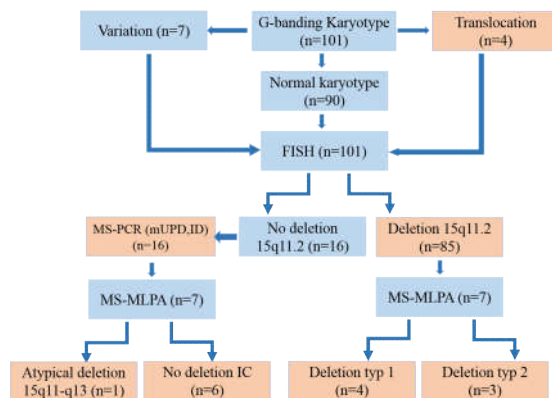 Variation (n=7)
G-banding Karyotype
(n=101)
Translocation
(n=4)
Normal karyotype
(n=90)
FISH (n=101)
MS-PCR (mUPD,ID)
(n=16)
No deletion
15q11.2 (n=16)
Deletion 15q11.2
(n=85)
MS-MLPA (n=7)
MS-MLPA (n=7)
Atypical deletion
15q11-q13 (n=1)
No deletion IC
(n=6)
Deletion typ 1
(n=4)
Deletion typ 2
(n=3)